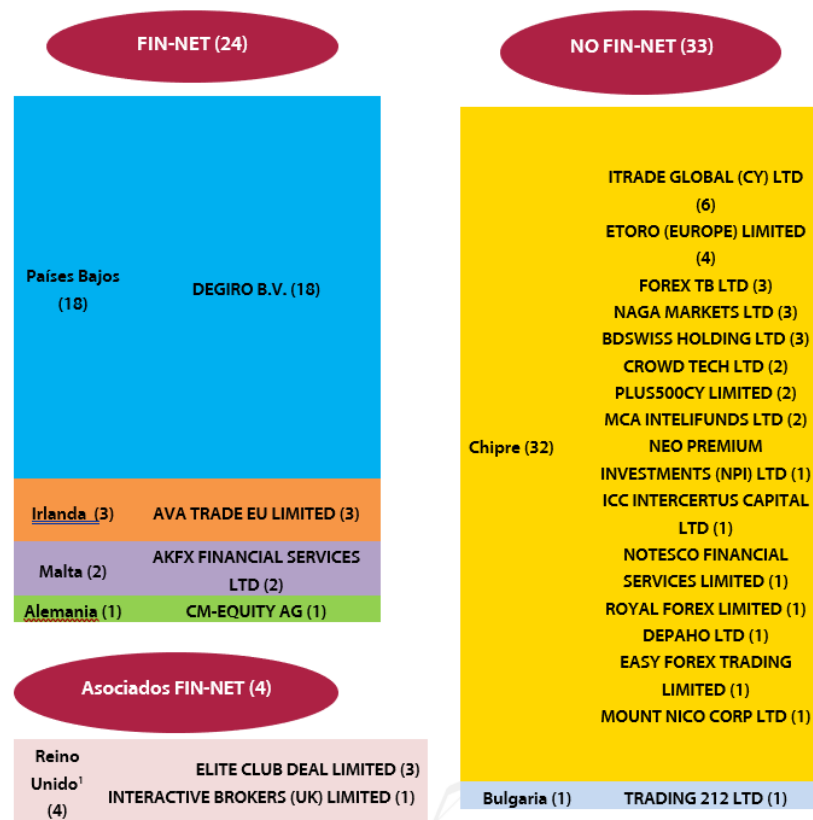 FIN-NET (24)
Países Bajos
(18)
DEGIRO B.V. (18)
Irlanda (3)
AVA TRADE EU LIMITED (3)
Malta (2)
AKFX FINANCIAL SERVICES
LTD (2)
Alemania (1)
CM-EQUITY AG (1)
Asociados FIN-NET (4)
Reino
Unido¹
(4)
ELITE CLUB DEAL LIMITED (3)
INTERACTIVE BROKERS (UK) LIMITED (1)
NO FIN-NET (33)
Chipre (32)
ITRADE GLOBAL (CY) LTD
(6)
ETORO (EUROPE) LIMITED
(4)
FOREX TB LTD (3)
NAGA MARKETS LTD (3)
BDSWISS HOLDING LTD (3)
CROWD TECH LTD (2)
PLUS500CY LIMITED (2)
MCA INTELIFUNDS LTD (2)
NEO PREMIUM
INVESTMENTS (NPI) LTD (1)
ICC INTERCERTUS CAPITAL
LTD (1)
NOTESCO FINANCIAL
SERVICES LIMITED (1)
ROYAL FOREX LIMITED (1)
DEPAHO LTD (1)
EASY FOREX TRADING
LIMITED (1)
MOUNT NICO CORP LTD (1)
Bulgaria (1)
TRADING 212 LTD (1)